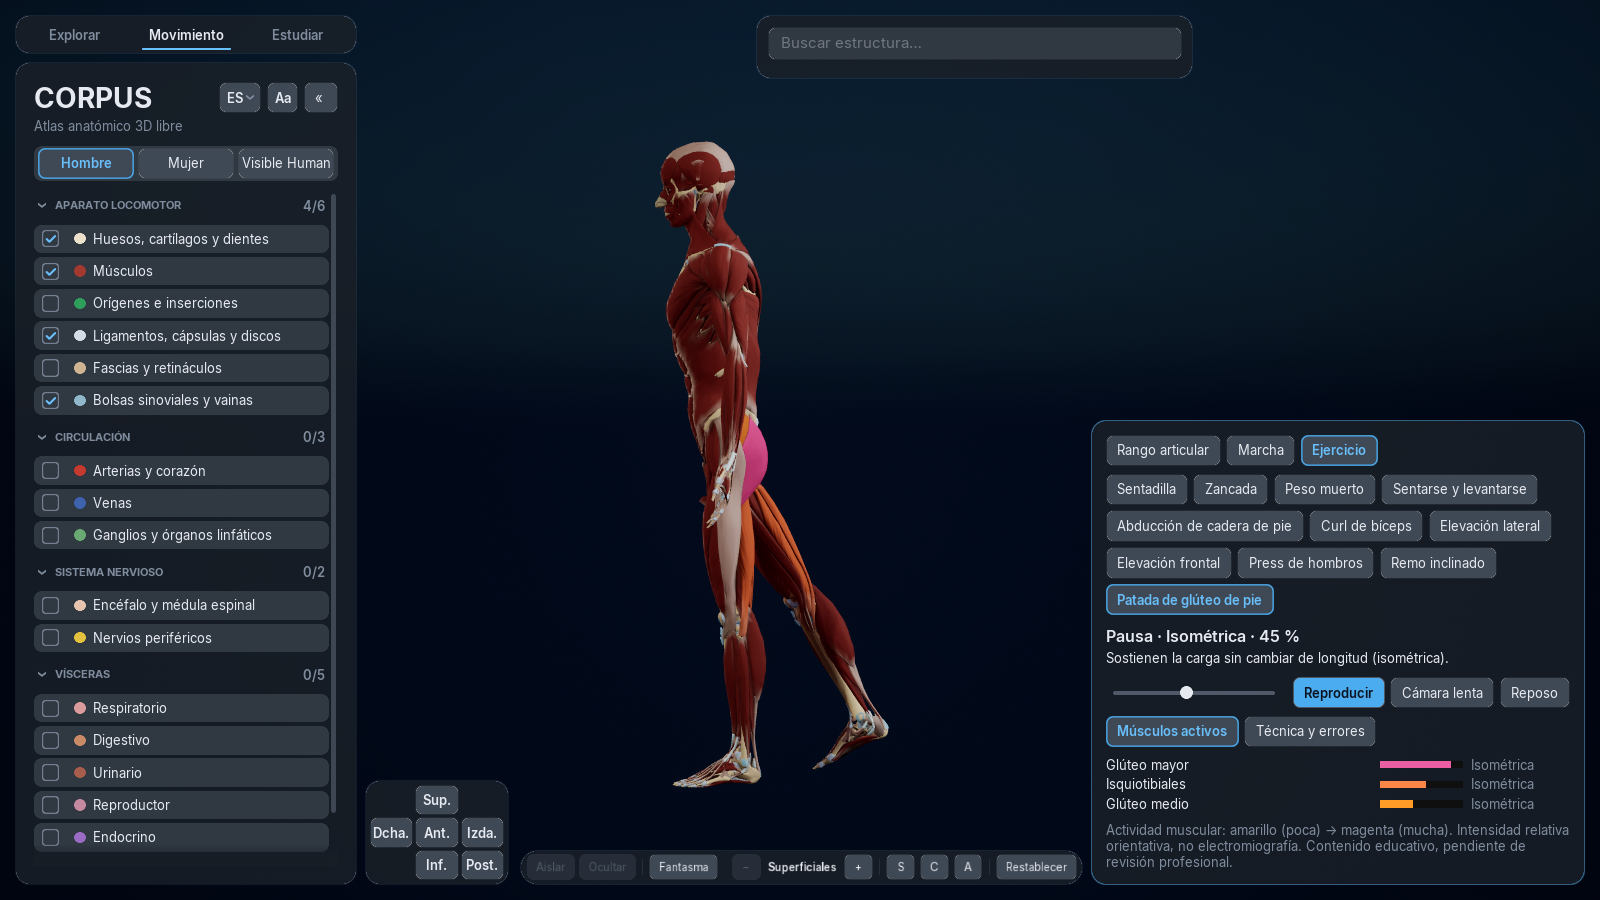 Explorar
Movimiento
Estudiar
Buscar estructura...
CORPUS
ES
Aa
«
Atlas anatómico 3D libre
Hombre
Mujer
Visible Human
APARATO LOCOMOTOR 4/6
Huesos, cartílagos y dientes
Músculos
Orígenes e inserciones
Ligamentos, cápsulas y discos
Fascias y retináculos
Bolsas sinoviales y vainas
CIRCULACIÓN 0/3
Arterias y corazón
Venas
Ganglios y órganos linfáticos
SISTEMA NERVIOSO 0/2
Encéfalo y médula espinal
Nervios periféricos
VÍSCERAS 0/5
Respiratorio
Digestivo
Urinario
Reproductor
Endocrino
Sup.
Dcha. Ant. Izda.
Inf. Post.
Aislar Ocultar Fantasma − Superficiales + S C A Restablecer
Rango articular Marcha Ejercicio
Sentadilla Zancada Peso muerto Sentarse y levantarse
Abducción de cadera de pie Curl de bíceps Elevación lateral
Elevación frontal Press de hombros Remo inclinado
Patada de glúteo de pie
Pausa · Isométrica · 45 %
Sostienen la carga sin cambiar de longitud (isométrica).
Reproducir Cámara lenta Reposo
Músculos activos Técnica y errores
Glúteo mayor Isométrica
Isquiotibiales Isométrica
Glúteo medio Isométrica
Actividad muscular: amarillo (poca) → magenta (mucha). Intensidad relativa
orientativa, no electromiografía. Contenido educativo, pendiente de
revisión profesional.